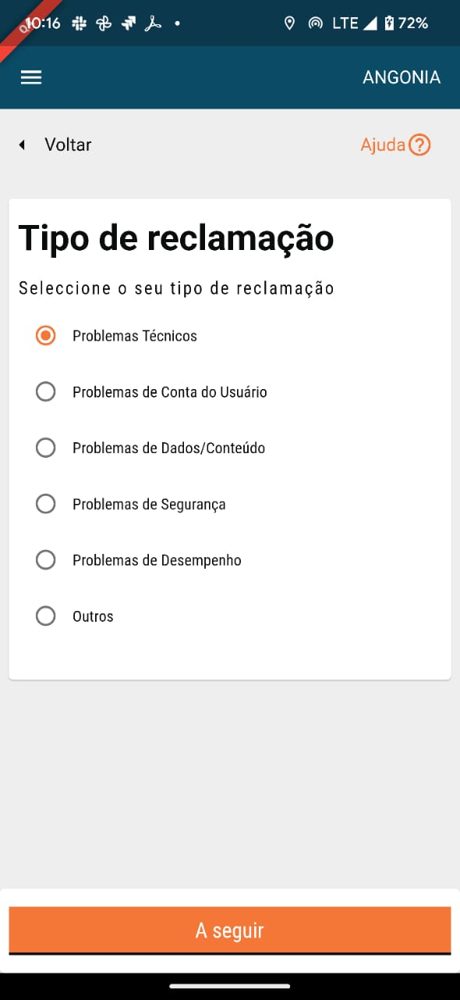 10:16 LTE 72%
ANGONIA
Voltar Ajuda
Tipo de reclamação
Seleccione o seu tipo de reclamação
Problemas Técnicos
Problemas de Conta do Usuário
Problemas de Dados/Conteúdo
Problemas de Segurança
Problemas de Desempenho
Outros
A seguir